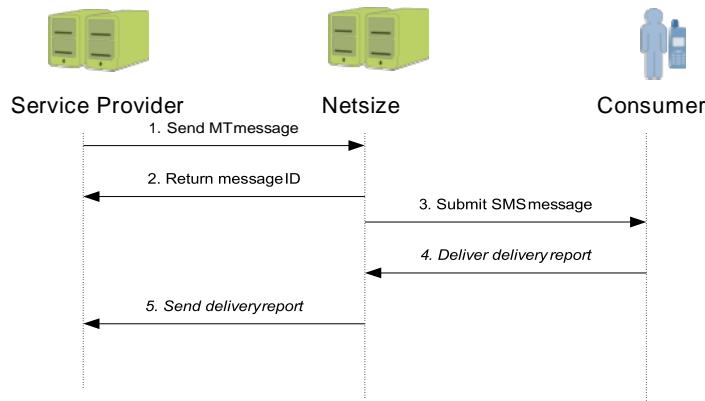 Service Provider
Netsize
Consumer
1. Send MT message
2. Return message ID
3. Submit SMS message
4. Deliver delivery report
5. Send delivery report